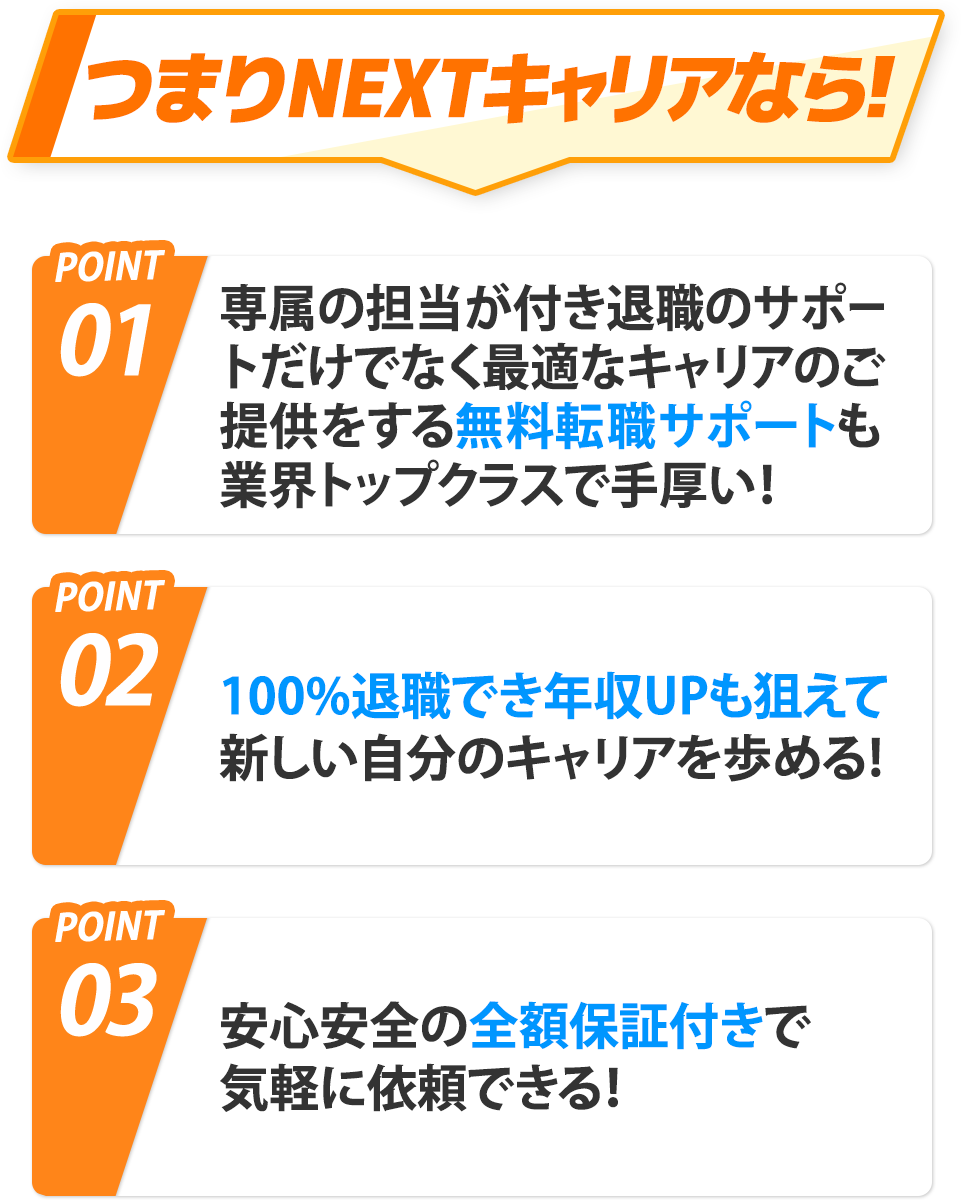 つまりNEXTキャリアなら!
POINT
01
専属の担当が付き退職のサポー
トだけでなく最適なキャリアのご
提供をする無料転職サポートも
業界トップクラスで手厚い!
POINT
02
100%退職でき年収UPも狙えて
新しい自分のキャリアを歩める!
POINT
03
安心安全の全額保証付きで
気軽に依頼できる!